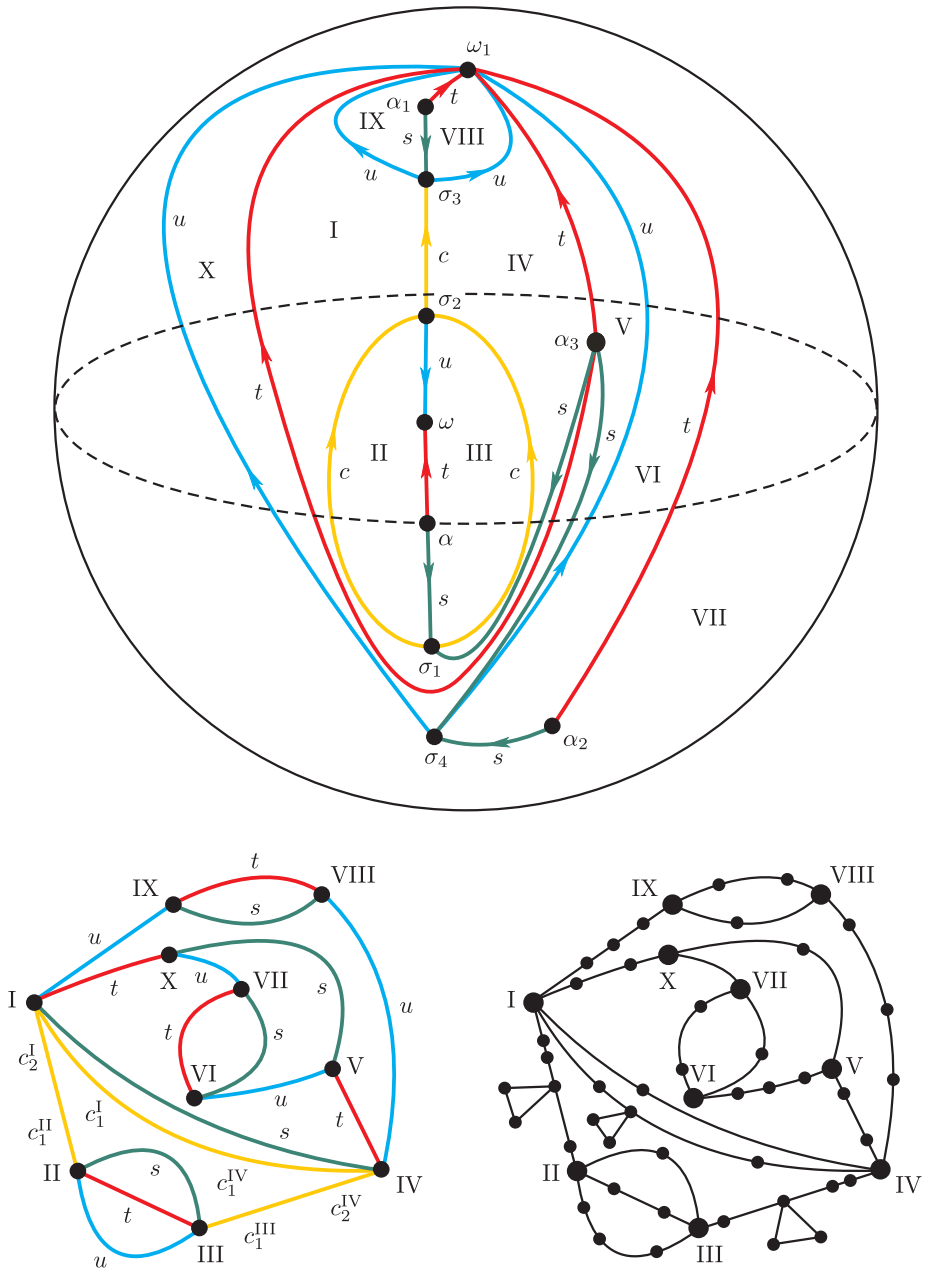 ω₁
α₁ t
IX VIII
s
u u
σ₃
u I t u
c IV
X
σ₂
α₃ V
u
t s s
ω t
II III VI
c t c
α
s
VII
σ₁
α₂
σ₄ s
t
IX VIII
s
u
X u VII s u
I t
t s
c₂ᴵ VI V
c₁ᴵ u
c₁ᴵᴵ s t
II s c₁ᴵⱽ IV
t c₂ᴵⱽ
c₁ᴵᴵᴵ
u III
IX VIII
X VII
I
VI V
II IV
III